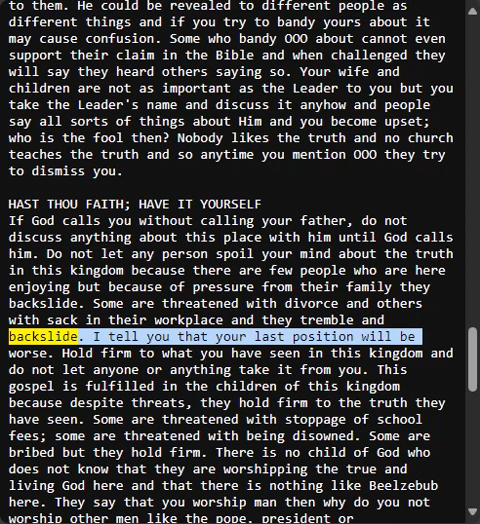 to them. He could be revealed to different people as
different things and if you try to bandy yours about it
may cause confusion. Some who bandy OOO about cannot even
support their claim in the Bible and when challenged they
will say they heard others saying so. Your wife and
children are not as important as the Leader to you but you
take the Leader's name and discuss it anyhow and people
say all sorts of things about Him and you become upset;
who is the fool then? Nobody likes the truth and no church
teaches the truth and so anytime you mention OOO they try
to dismiss you.
HAST THOU FAITH; HAVE IT YOURSELF
If God calls you without calling your father, do not
discuss anything about this place with him until God calls
him. Do not let any person spoil your mind about the truth
in this kingdom because there are few people who are here
enjoying but because of pressure from their family they
backslide. Some are threatened with divorce and others
with sack in their workplace and they tremble and
backslide. I tell you that your last position will be
worse. Hold firm to what you have seen in this kingdom and
do not let anyone or anything take it from you. This
gospel is fulfilled in the children of this kingdom
because despite threats, they hold firm to the truth they
have seen. Some are threatened with stoppage of school
fees; some are threatened with being disowned. Some are
bribed but they hold firm. There is no child of God who
does not know that they are worshipping the true and
living God here and that there is nothing like Beelzebub
here. They say that you worship man then why do you not
worship other men like the pope, president or